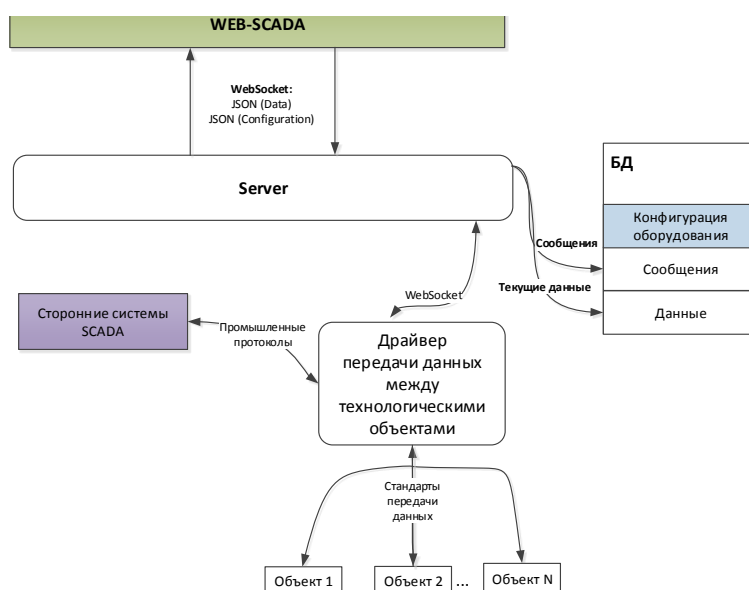 WEB-SCADA
WebSocket:
JSON (Data)
JSON (Configuration)
Server
БД
Конфигурация
оборудования
Сообщения
Сообщения
Текущие данные
Данные
WebSocket
Сторонние системы
SCADA
Промышленные
протоколы
Драйвер
передачи данных
между
технологическими
объектами
Стандарты
передачи
данных
Объект 1
Объект 2
...
Объект N